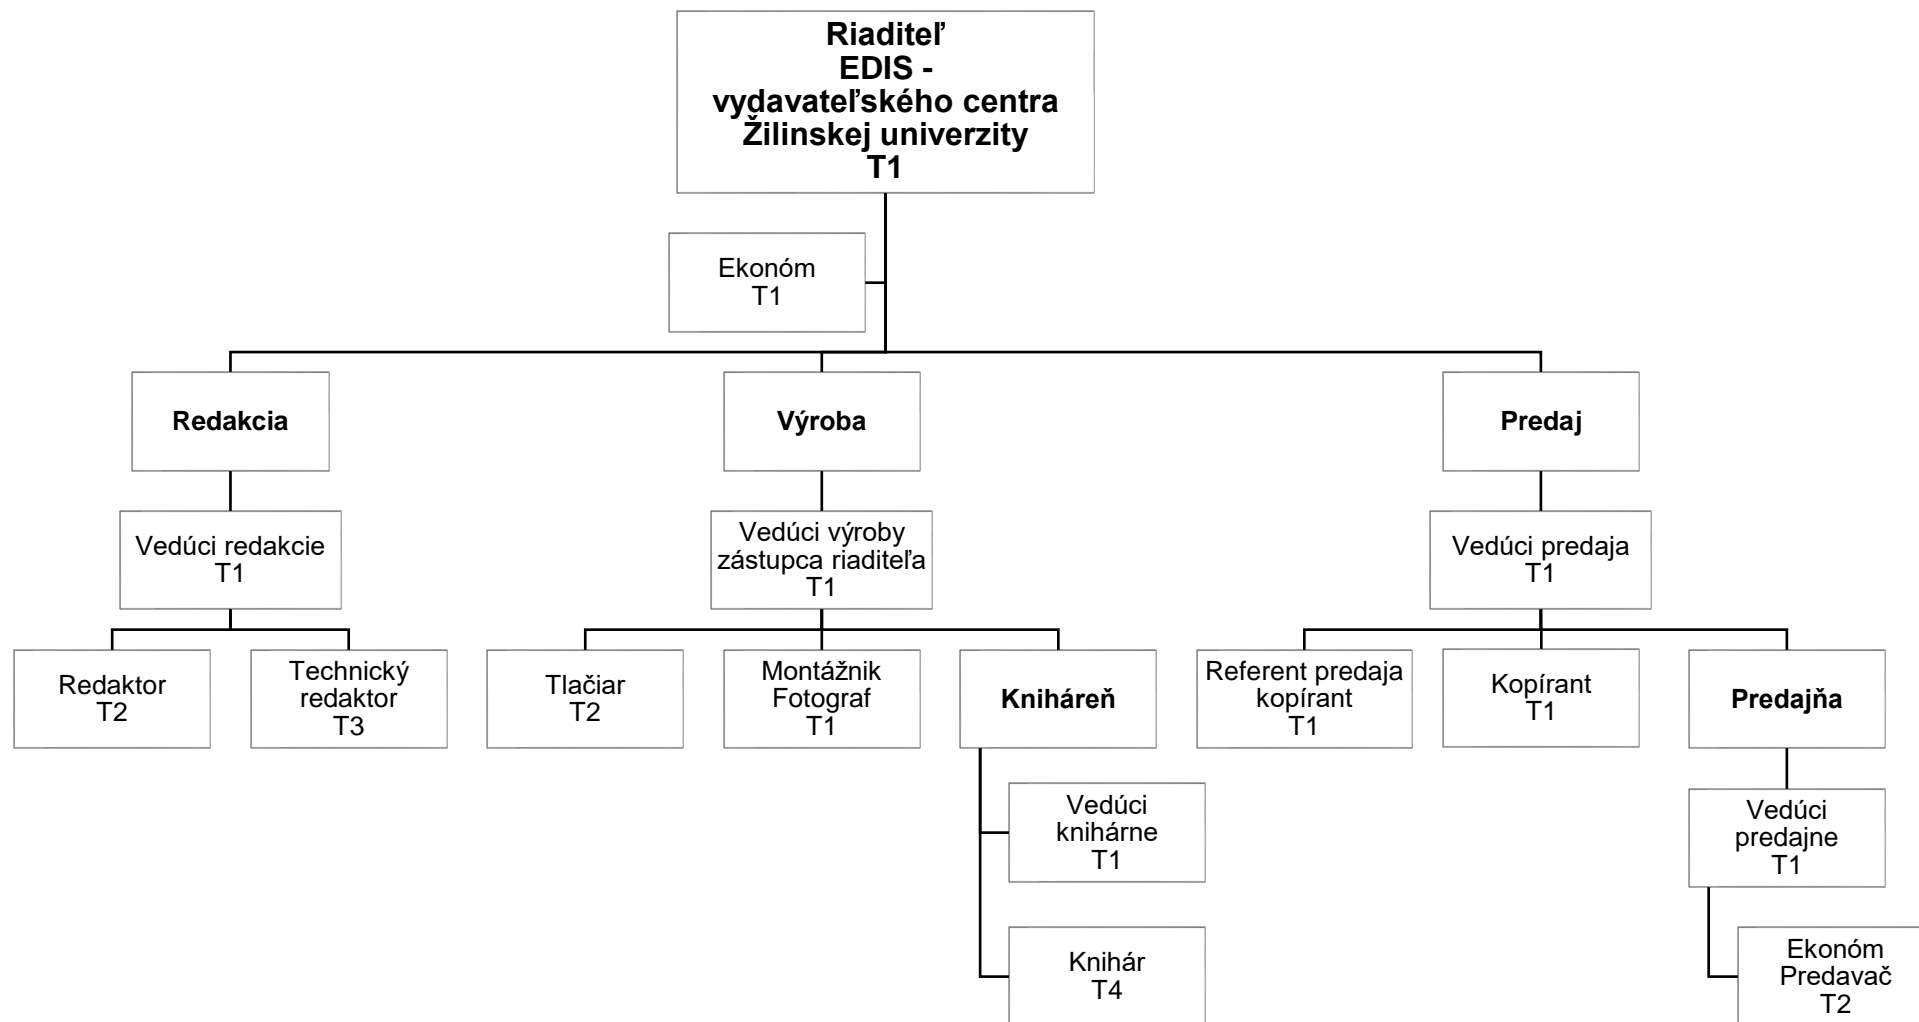 Riaditeľ
EDIS -
vydavateľského centra
Žilinskej univerzity
T1
Ekonóm
T1
Redakcia
Výroba
Predaj
Vedúci redakcie
T1
Vedúci výroby
zástupca riaditeľa
T1
Vedúci predaja
T1
Redaktor
T2
Technický
redaktor
T3
Tlačiar
T2
Montážnik
Fotograf
T1
Kniháreň
Referent predaja
kopírant
T1
Kopírant
T1
Predajňa
Vedúci
knihárne
T1
Vedúci
predajne
T1
Knihár
T4
Ekonóm
Predavač
T2